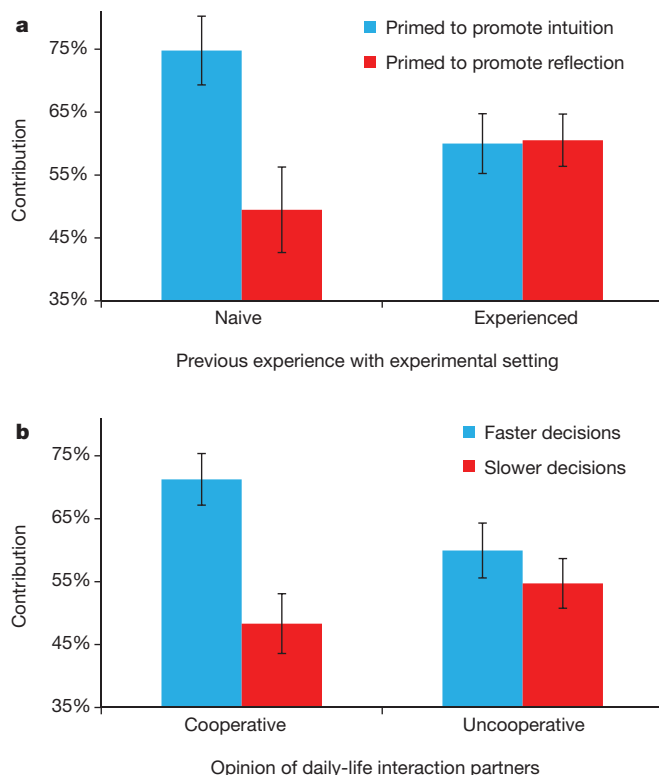 a
Primed to promote intuition
Primed to promote reflection
75%
65%
55%
45%
35%
Contribution
Naive
Experienced
Previous experience with experimental setting
b
Faster decisions
Slower decisions
75%
65%
55%
45%
35%
Contribution
Cooperative
Uncooperative
Opinion of daily-life interaction partners